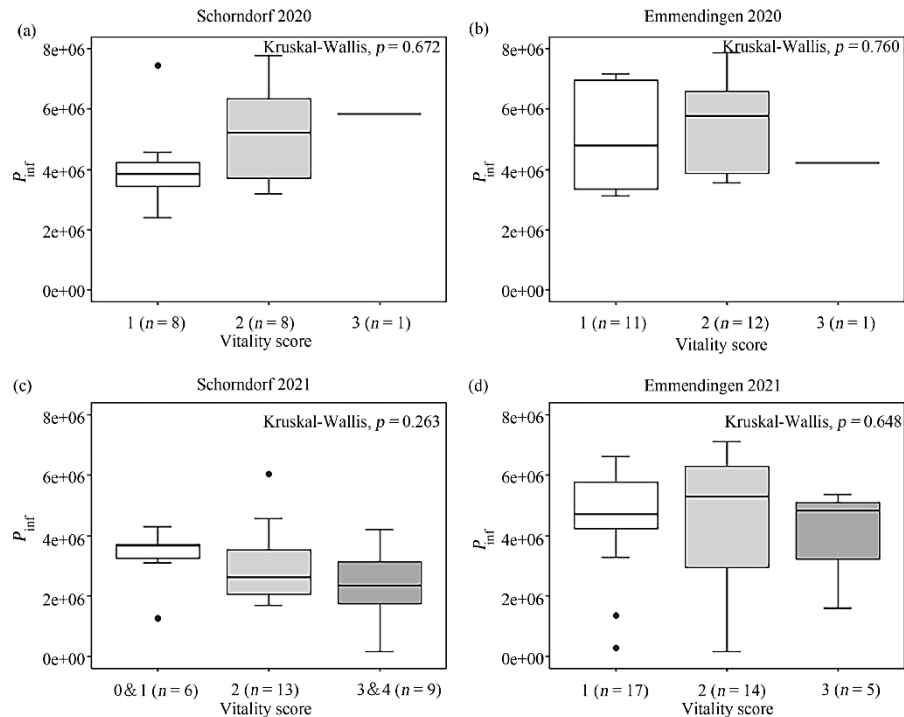 (a)
Schorndorf 2020
Kruskal-Wallis, p = 0.672
8e+06
6e+06
4e+06
2e+06
0e+00
Pinf
1 (n = 8) 2 (n = 8) 3 (n = 1)
Vitality score
(b)
Emmendingen 2020
Kruskal-Wallis, p = 0.760
8e+06
6e+06
4e+06
2e+06
0e+00
Pinf
1 (n = 11) 2 (n = 12) 3 (n = 1)
Vitality score
(c)
Schorndorf 2021
Kruskal-Wallis, p = 0.263
8e+06
6e+06
4e+06
2e+06
0e+00
Pinf
0&1 (n = 6) 2 (n = 13) 3&4 (n = 9)
Vitality score
(d)
Emmendingen 2021
Kruskal-Wallis, p = 0.648
8e+06
6e+06
4e+06
2e+06
0e+00
Pinf
1 (n = 17) 2 (n = 14) 3 (n = 5)
Vitality score